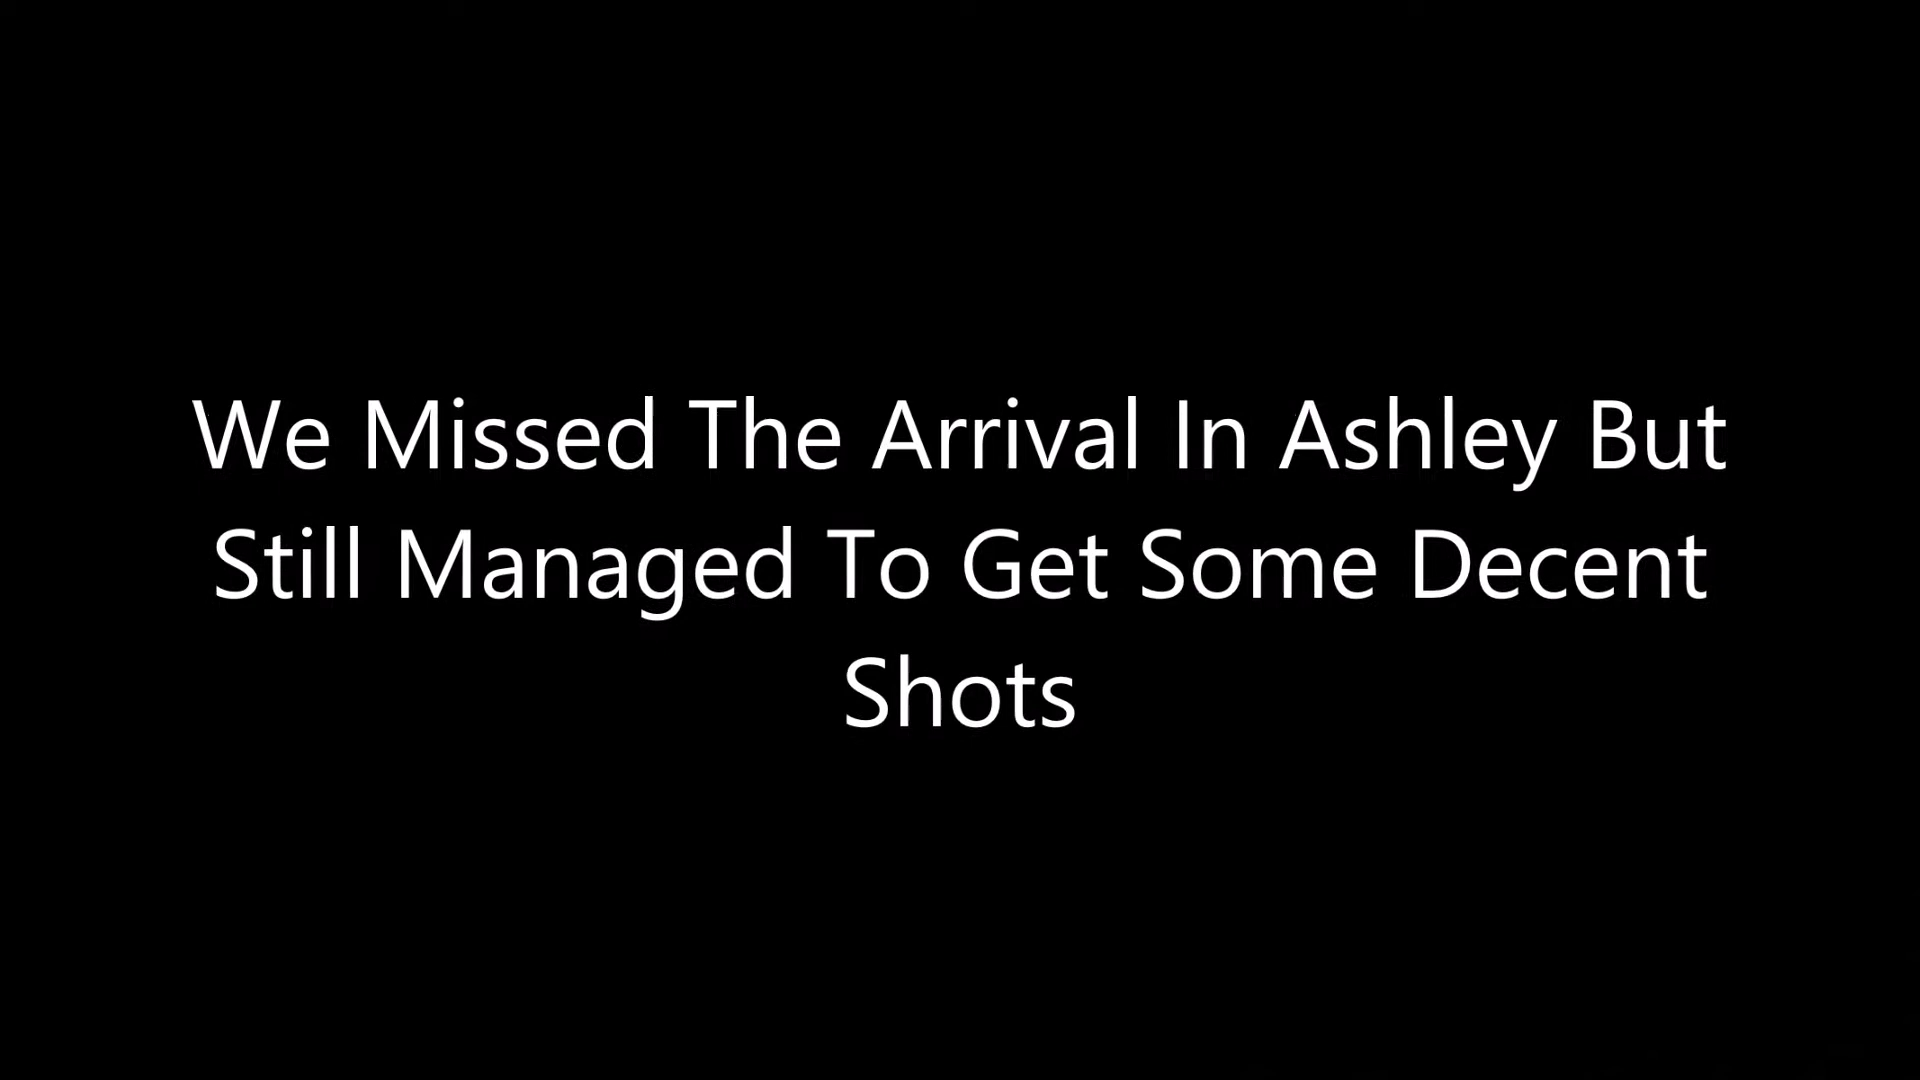 We Missed The Arrival In Ashley But
Still Managed To Get Some Decent
Shots